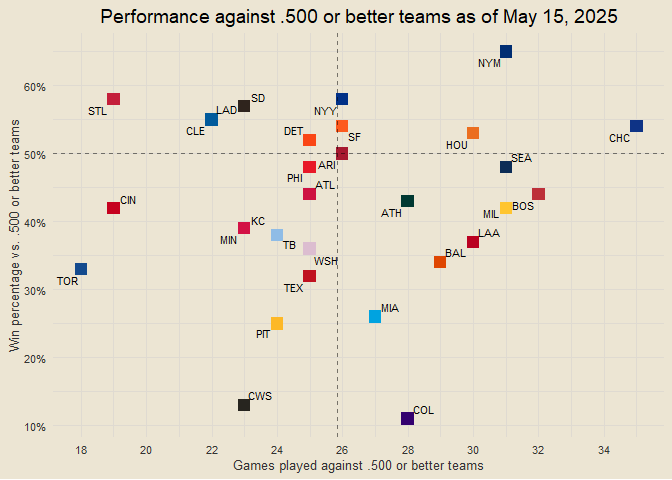 Performance against .500 or better teams as of May 15, 2025
NYM
60%
STL
SD
LAD
NYY
CLE
DET
SF
HOU
CHC
50%
SEA
ARI
PHI
ATL
CIN
ATH
MIL
BOS
40%
KC
MIN
TB
LAA
WSH
BAL
TOR
TEX
30%
MIA
PIT
20%
CWS
COL
10%
18 20 22 24 26 28 30 32 34
Games played against .500 or better teams
Win percentage vs. .500 or better teams